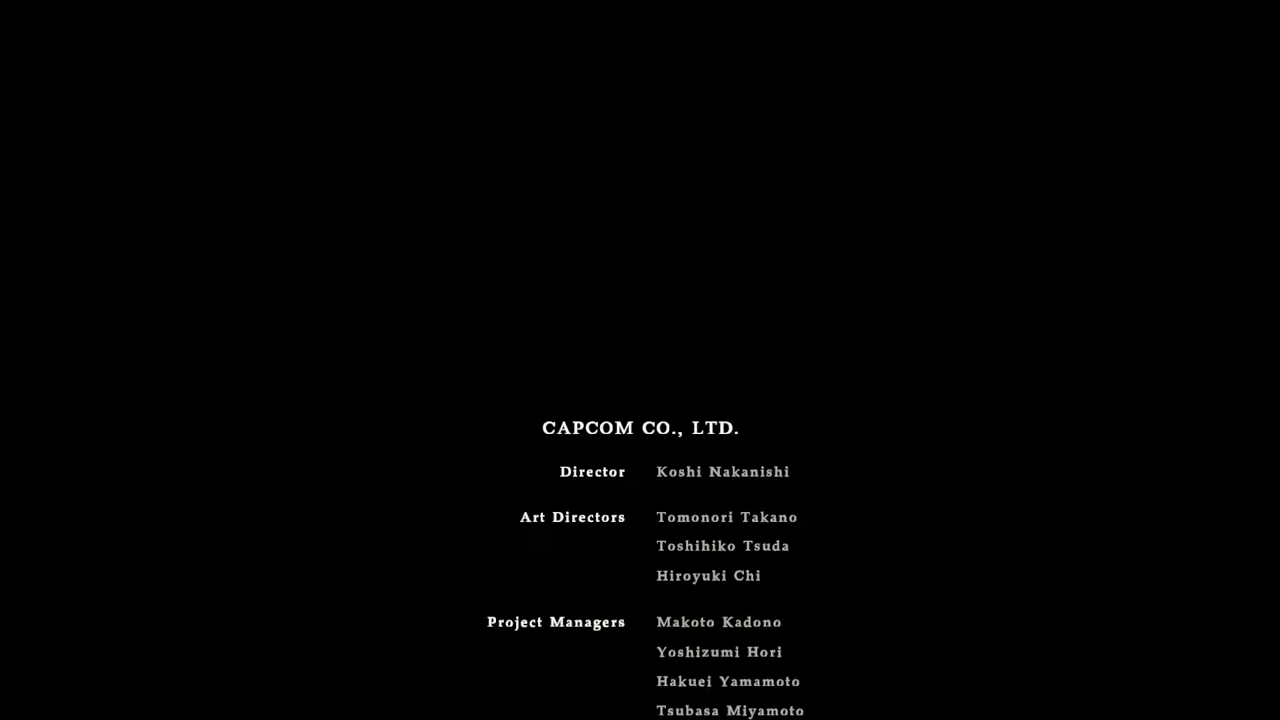 CAPCOM CO., LTD.
Director Koshi Nakanishi
Art Directors Tomonori Takano
Toshihiko Tsuda
Hiroyuki Chi
Project Managers Makoto Kadono
Yoshizumi Hori
Hakuei Yamamoto
Tsubasa Miyamoto